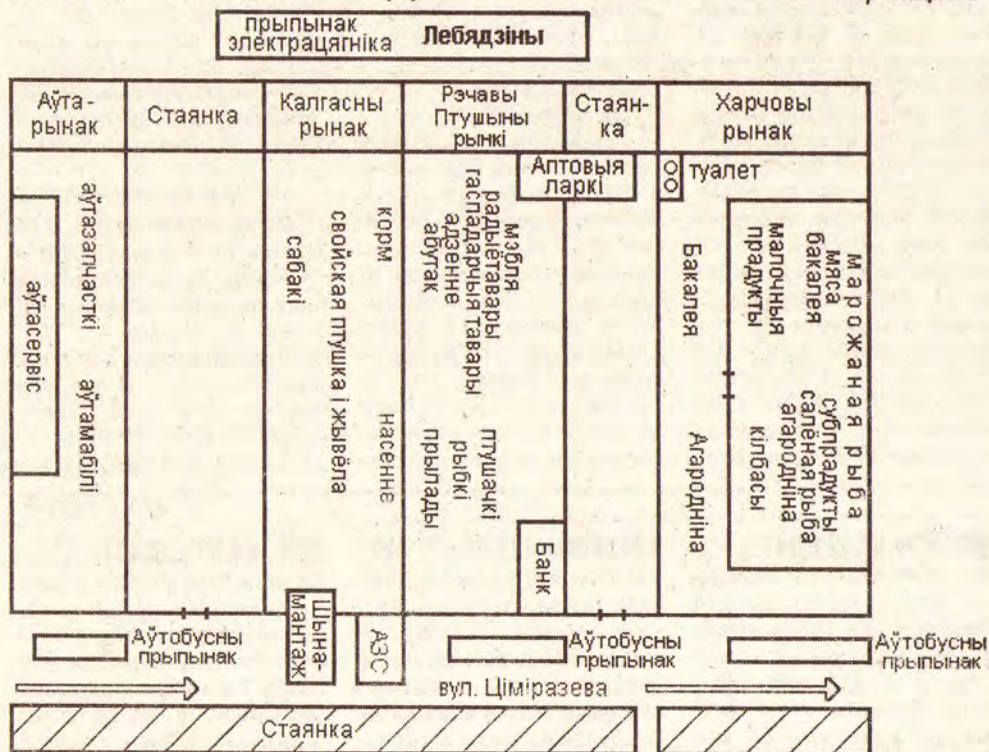 прыпынак
электрацягніка
Лебядзіны
Аўта-
рынак
Стаянка
Калгасны
рынак
Рэчавы
Птушыны
рынкі
Стаян-
ка
Харчовы
рынак
Аптовыя
ларкі
туалет
аўтазапчасткі
аўтамабілі
аўтасервіс
корм
насенне
свойская птушка і жывёла
сабакі
мэбля
радыётавары
гаспадарчыя тавары
адзенне
абутак
птушачкі
рыбкі
прылады
Банк
Бакалея
Агародніна
марожаная рыба
мяса
бакалея
малочныя
прадукты
субпрадукты
салёная рыба
агародніна
кілбасы
Шына-
мантаж
АЗС
Аўтобусны
прыпынак
Аўтобусны
прыпынак
Аўтобусны
прыпынак
вул. Ціміразева
Стаянка